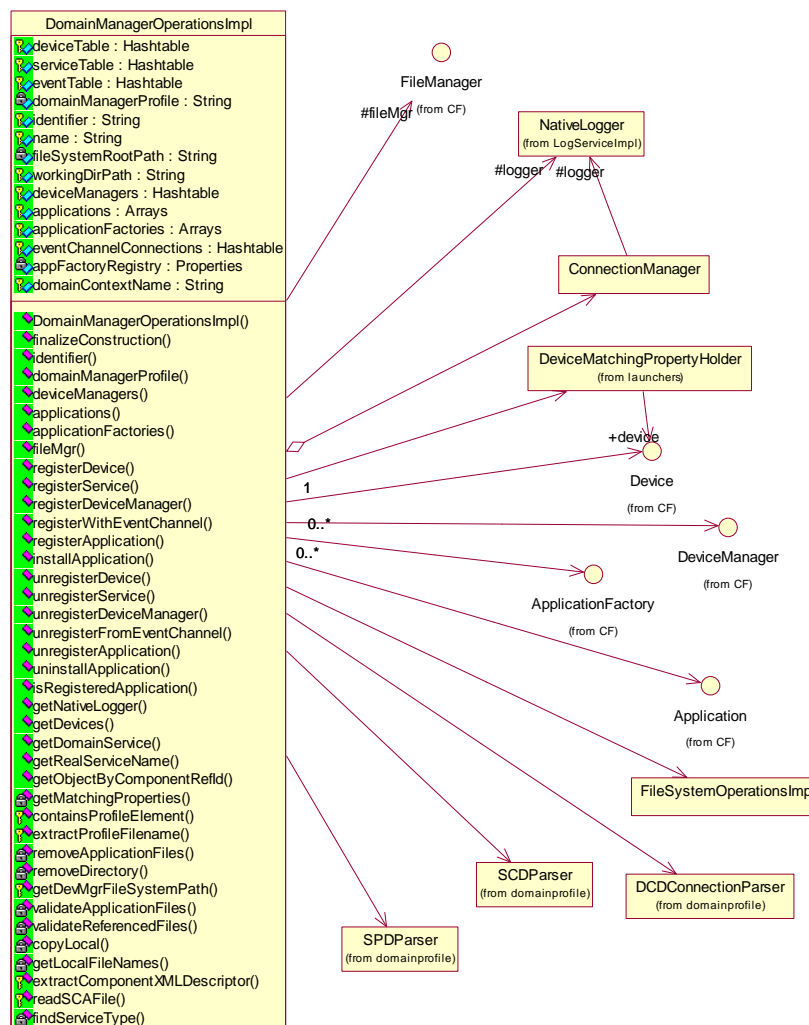 DomainManagerOperationsImpl
deviceTable : Hashtable
serviceTable : Hashtable
eventTable : Hashtable
domainManagerProfile : String
identifier : String
name : String
fileSystemRootPath : String
workingDirPath : String
deviceManagers : Hashtable
applications : Arrays
applicationFactories : Arrays
eventChannelConnections : Hashtable
appFactoryRegistry : Properties
domainContextName : String
DomainManagerOperationsImpl()
finalizeConstruction()
identifier()
domainManagerProfile()
deviceManagers()
applications()
applicationFactories()
fileMgr()
registerDevice()
registerService()
registerDeviceManager()
registerWithEventChannel()
registerApplication()
installApplication()
unregisterDevice()
unregisterService()
unregisterDeviceManager()
unregisterFromEventChannel()
unregisterApplication()
uninstallApplication()
isRegisteredApplication()
getNativeLogger()
getDevices()
getDomainService()
getRealServiceName()
getObjectByComponentRefId()
getMatchingProperties()
containsProfileElement()
extractProfileFilename()
removeApplicationFiles()
removeDirectory()
getDevMgrFileSystemPath()
validateApplicationFiles()
validateReferencedFiles()
copyLocal()
getLocalFileNames()
extractComponentXMLDescriptor()
readSCAFile()
findServiceType()
FileManager
(from CF)
#fileMgr
NativeLogger
(from LogServiceImpl)
#logger
#logger
ConnectionManager
DeviceMatchingPropertyHolder
(from launchers)
+device
Device
(from CF)
1
0..*
DeviceManager
(from CF)
0..*
ApplicationFactory
(from CF)
Application
(from CF)
FileSystemOperationsImpl
SCDParser
(from domainprofile)
DCDConnectionParser
(from domainprofile)
SPDParser
(from domainprofile)